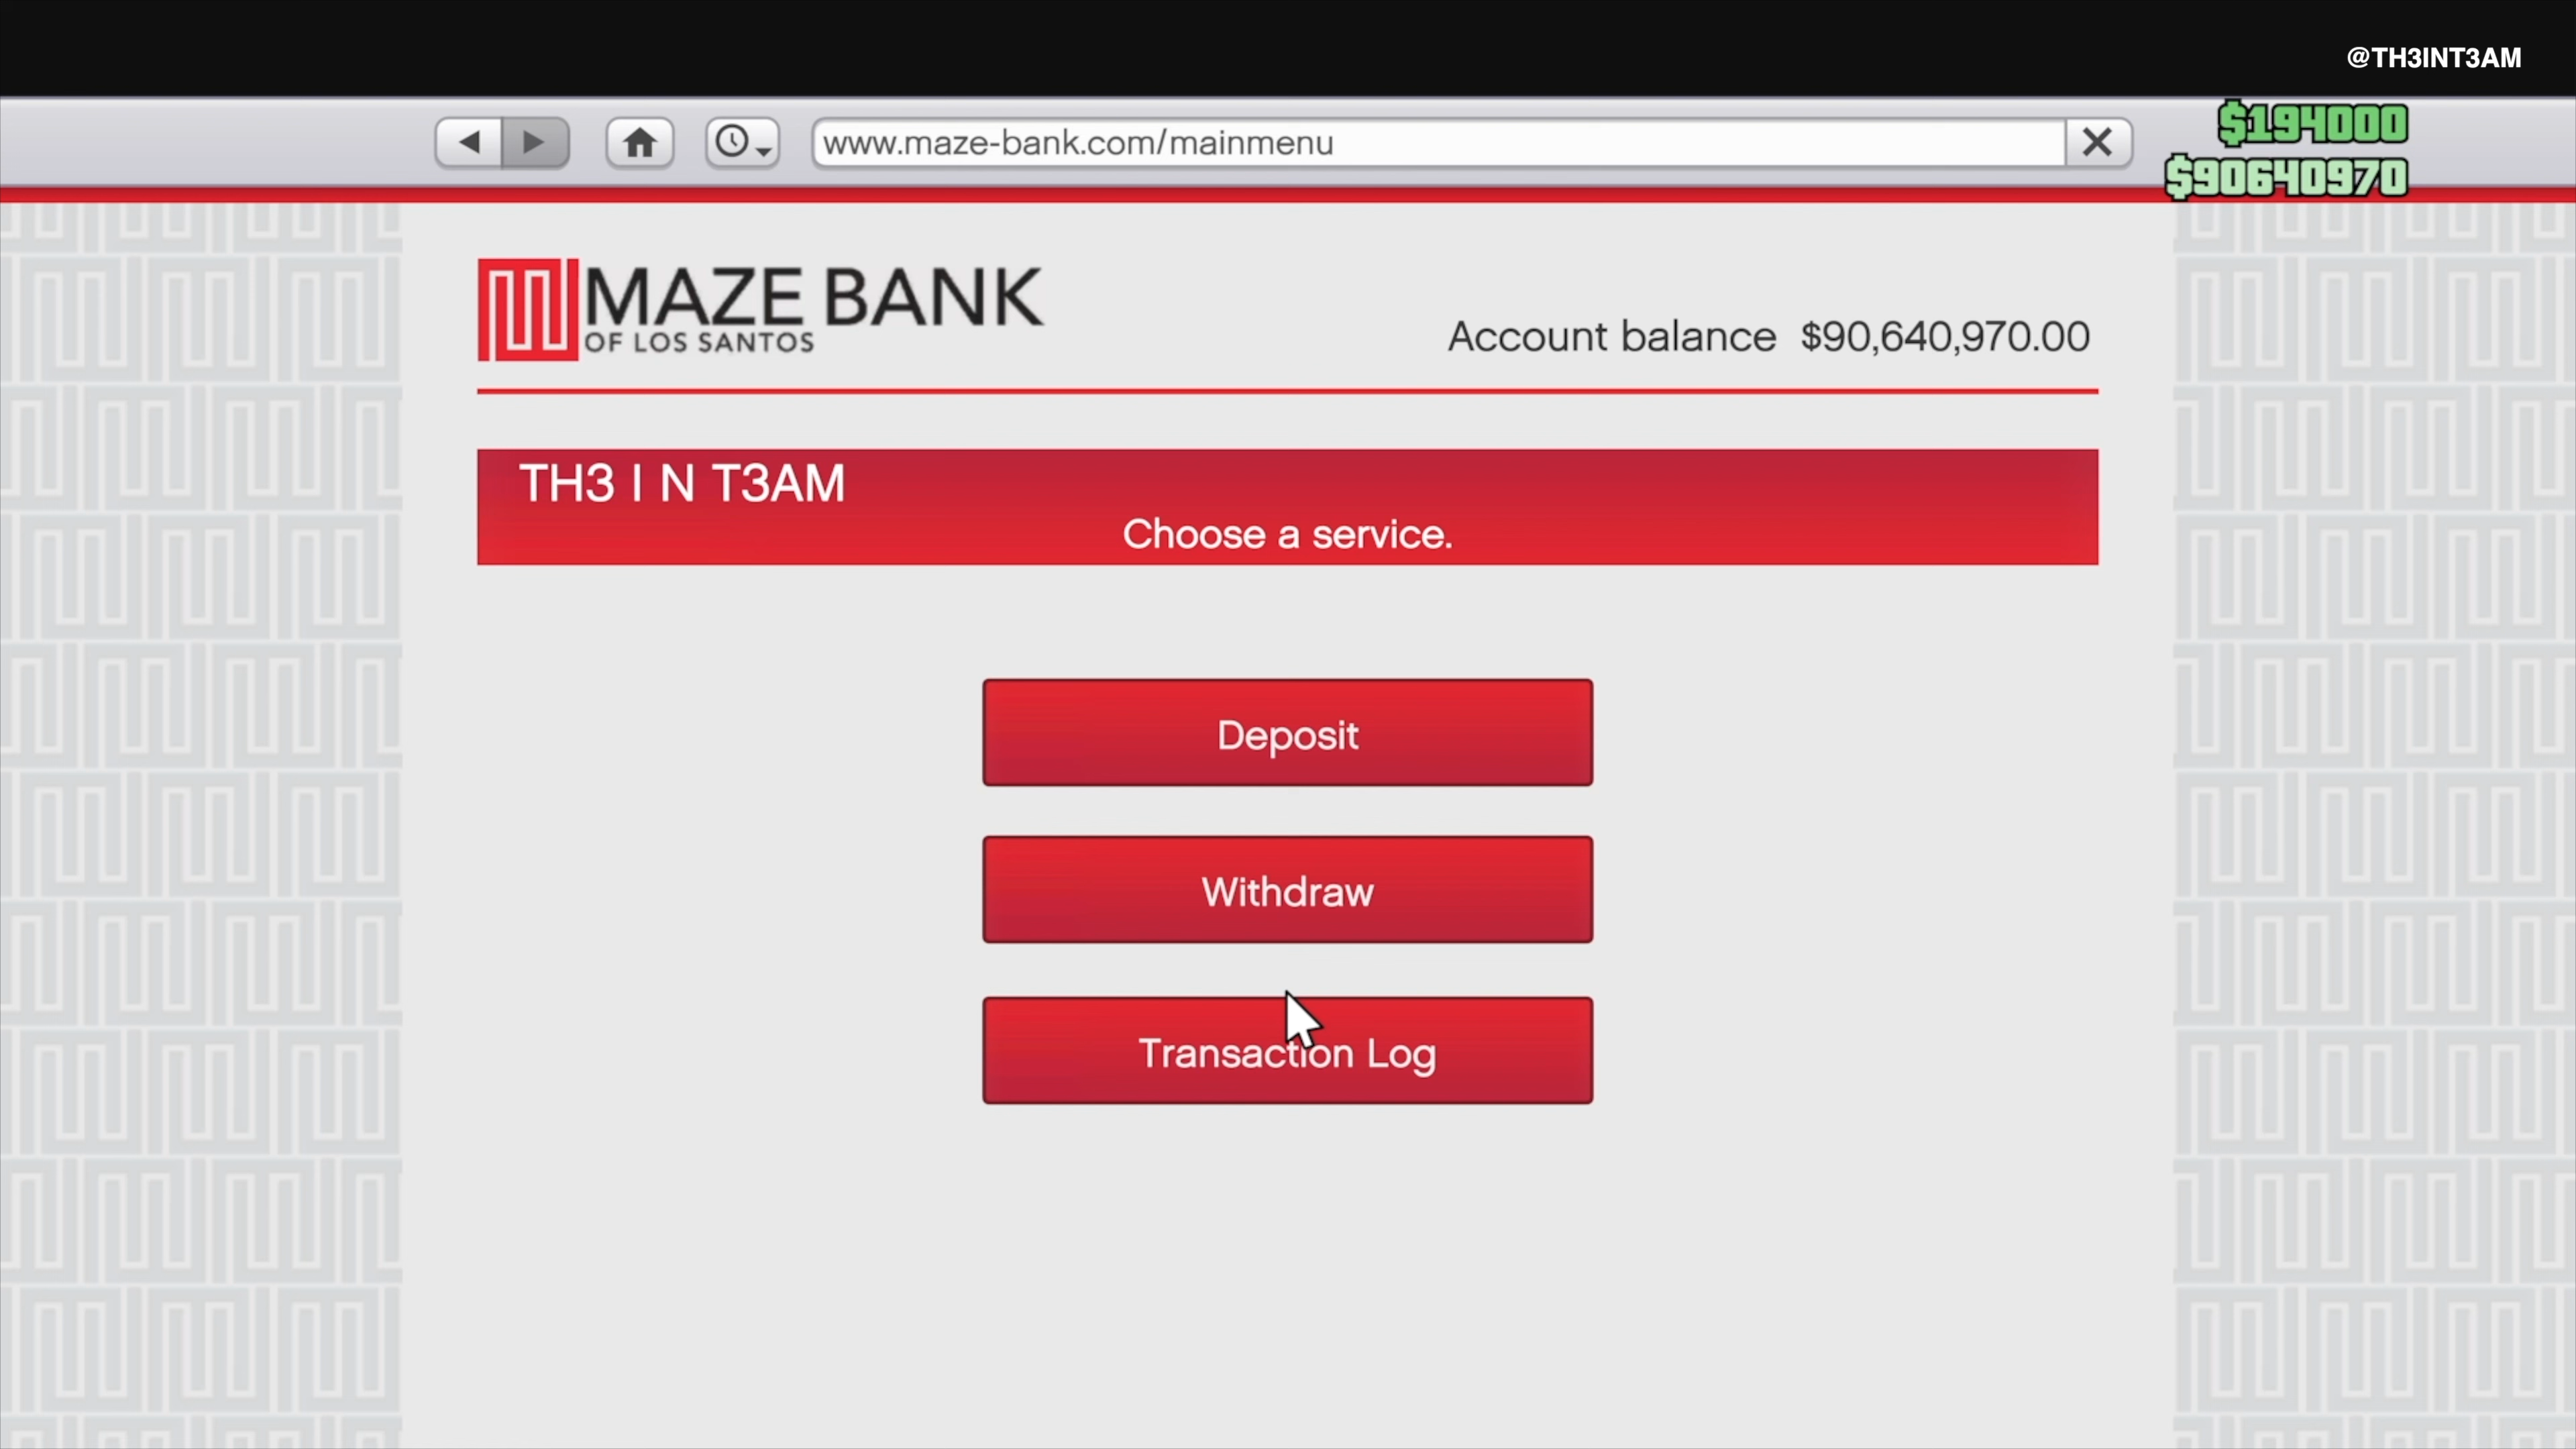 @TH3INT3AM
www.maze-bank.com/mainmenu
$194000
$90640970
MAZE BANK
OF LOS SANTOS
Account balance $90,640,970.00
TH3 I N T3AM
Choose a service.
Deposit
Withdraw
Transaction Log